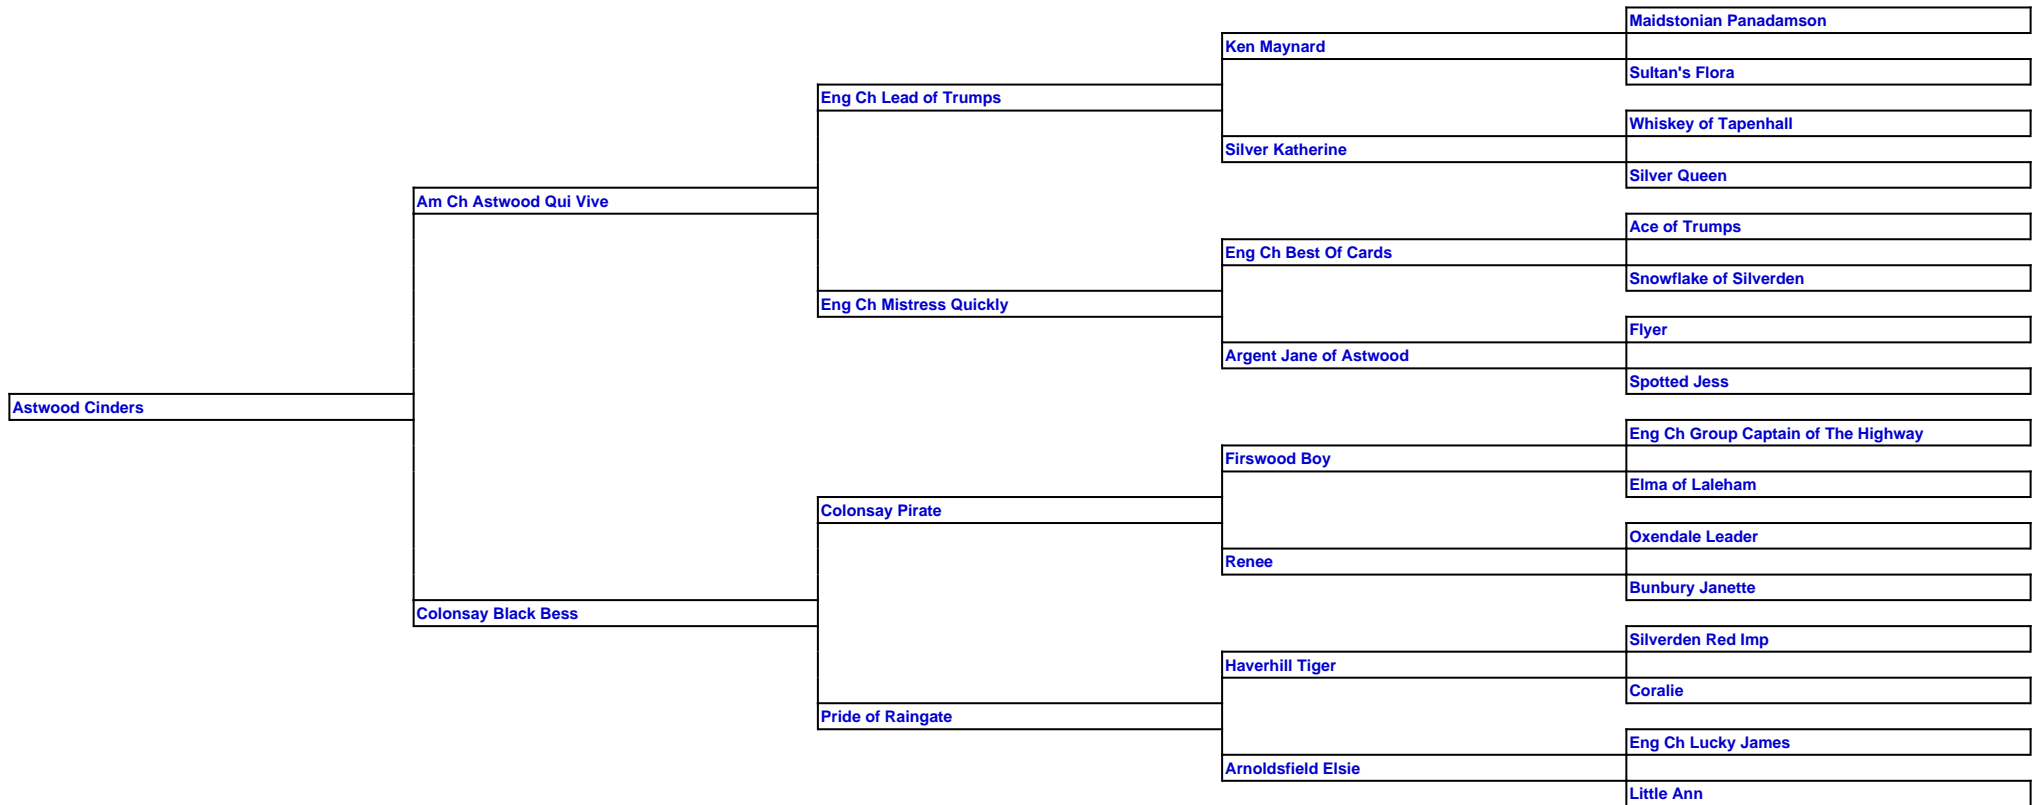 Maidstonian Panadamson
Ken Maynard
Sultan's Flora
Eng Ch Lead of Trumps
Whiskey of Tapenhall
Silver Katherine
Silver Queen
Am Ch Astwood Qui Vive
Ace of Trumps
Eng Ch Best Of Cards
Snowflake of Silverden
Eng Ch Mistress Quickly
Flyer
Argent Jane of Astwood
Spotted Jess
Astwood Cinders
Eng Ch Group Captain of The Highway
Firswood Boy
Elma of Laleham
Colonsay Pirate
Oxendale Leader
Renee
Bunbury Janette
Colonsay Black Bess
Silverden Red Imp
Haverhill Tiger
Coralie
Pride of Raingate
Eng Ch Lucky James
Arnoldsfield Elsie
Little Ann